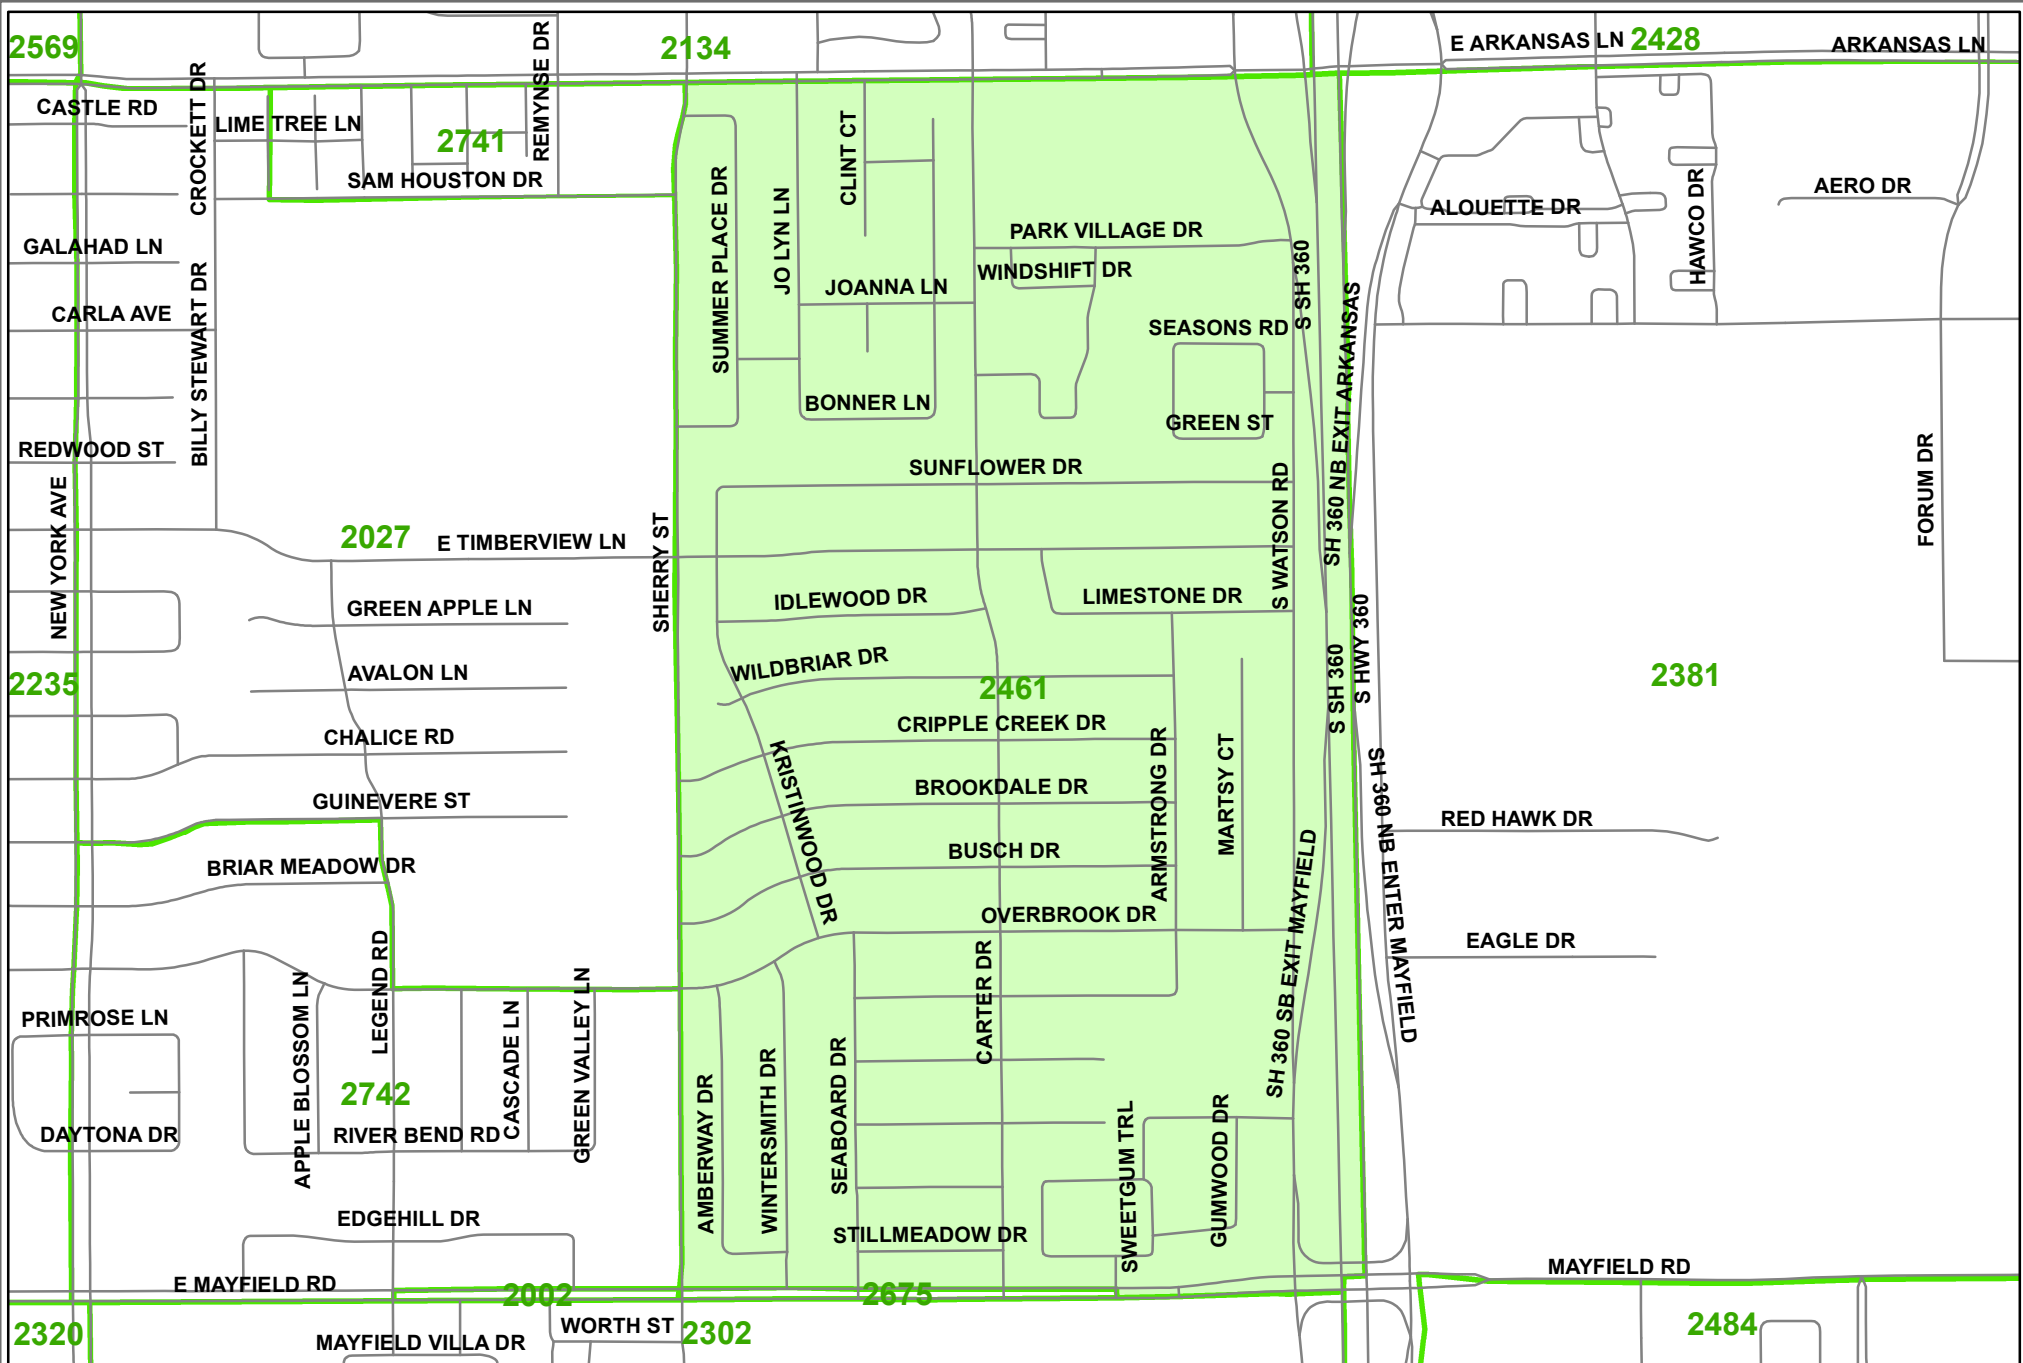 2569
2134
E ARKANSAS LN
2428
ARKANSAS LN
CASTLE RD
CROCKETT DR
LIME TREE LN
2741
REMYNSE DR
SAM HOUSTON DR
CLINT CT
SUMMER PLACE DR
JO LYN LN
PARK VILLAGE DR
WINDSHIFT DR
JOANNA LN
ALOUETTE DR
HAWCO DR
AERO DR
GALAHAD LN
CARLA AVE
BILLY STEWART DR
SEASONS RD
S SH 360
SH 360 NB EXIT ARKANSAS
BONNER LN
GREEN ST
REDWOOD ST
SUNFLOWER DR
S WATSON RD
FORUM DR
NEW YORK AVE
2027
E TIMBERVIEW LN
SHERRY ST
GREEN APPLE LN
IDLEWOOD DR
LIMESTONE DR
S HWY 360
AVALON LN
WILDBRIAR DR
2235
2461
S SH 360
2381
CHALICE RD
CRIPPLE CREEK DR
KRISTINWOOD DR
ARMSTRONG DR
MARTSY CT
GUINEVERE ST
BROOKDALE DR
SH 360 NB ENTER MAYFIELD
RED HAWK DR
BRIAR MEADOW DR
BUSCH DR
OVERBROOK DR
SH 360 SB EXIT MAYFIELD
EAGLE DR
LEGEND RD
CARTER DR
PRIMROSE LN
APPLE BLOSSOM LN
CASCADE LN
GREEN VALLEY LN
2742
AMBERWAY DR
WINTERSMITH DR
SEABOARD DR
DAYTONA DR
RIVER BEND RD
SWEETGUM TRL
GUMWOOD DR
EDGEHILL DR
STILLMEADOW DR
E MAYFIELD RD
2002
2675
MAYFIELD RD
2320
MAYFIELD VILLA DR
WORTH ST
2302
2484